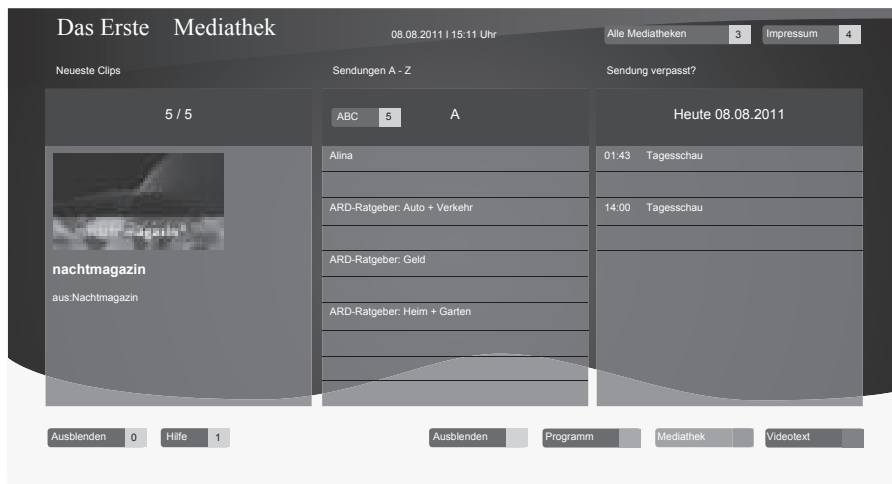 Das Erste Mediathek
08.08.2011 I 15:11 Uhr
Alle Mediatheken 3
Impressum 4
Neueste Clips
Sendungen A - Z
Sendung verpasst?
5 / 5
ABC 5
A
Heute 08.08.2011
nachtmagazin
aus:Nachtmagazin
Alina
ARD-Ratgeber: Auto + Verkehr
ARD-Ratgeber: Geld
ARD-Ratgeber: Heim + Garten
01:43 Tagesschau
14:00 Tagesschau
Ausblenden 0
Hilfe 1
Ausblenden
Programm
Mediathek
Videotext